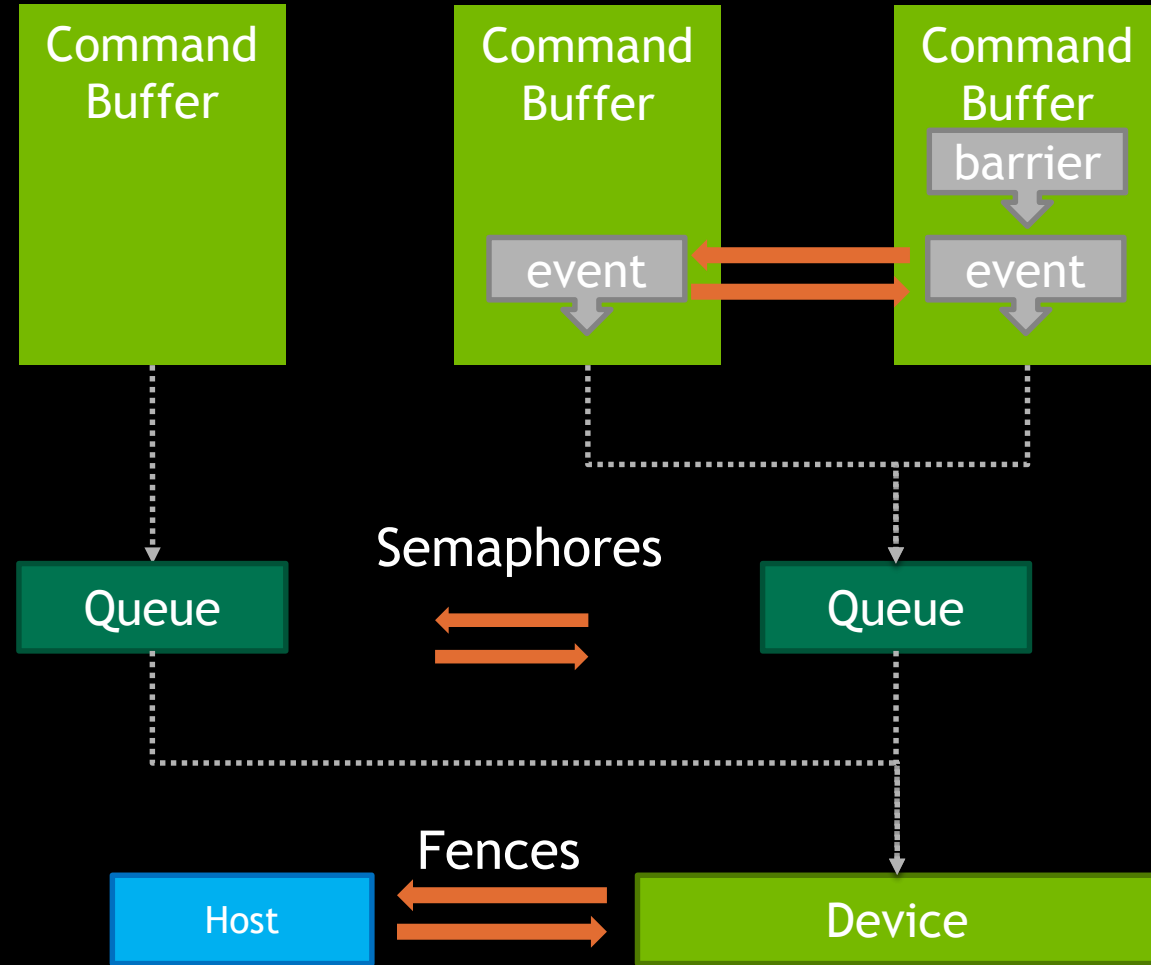 Command
Buffer
Command
Buffer
event
Command
Buffer
barrier
event
Semaphores
Queue
Queue
Fences
Host
Device